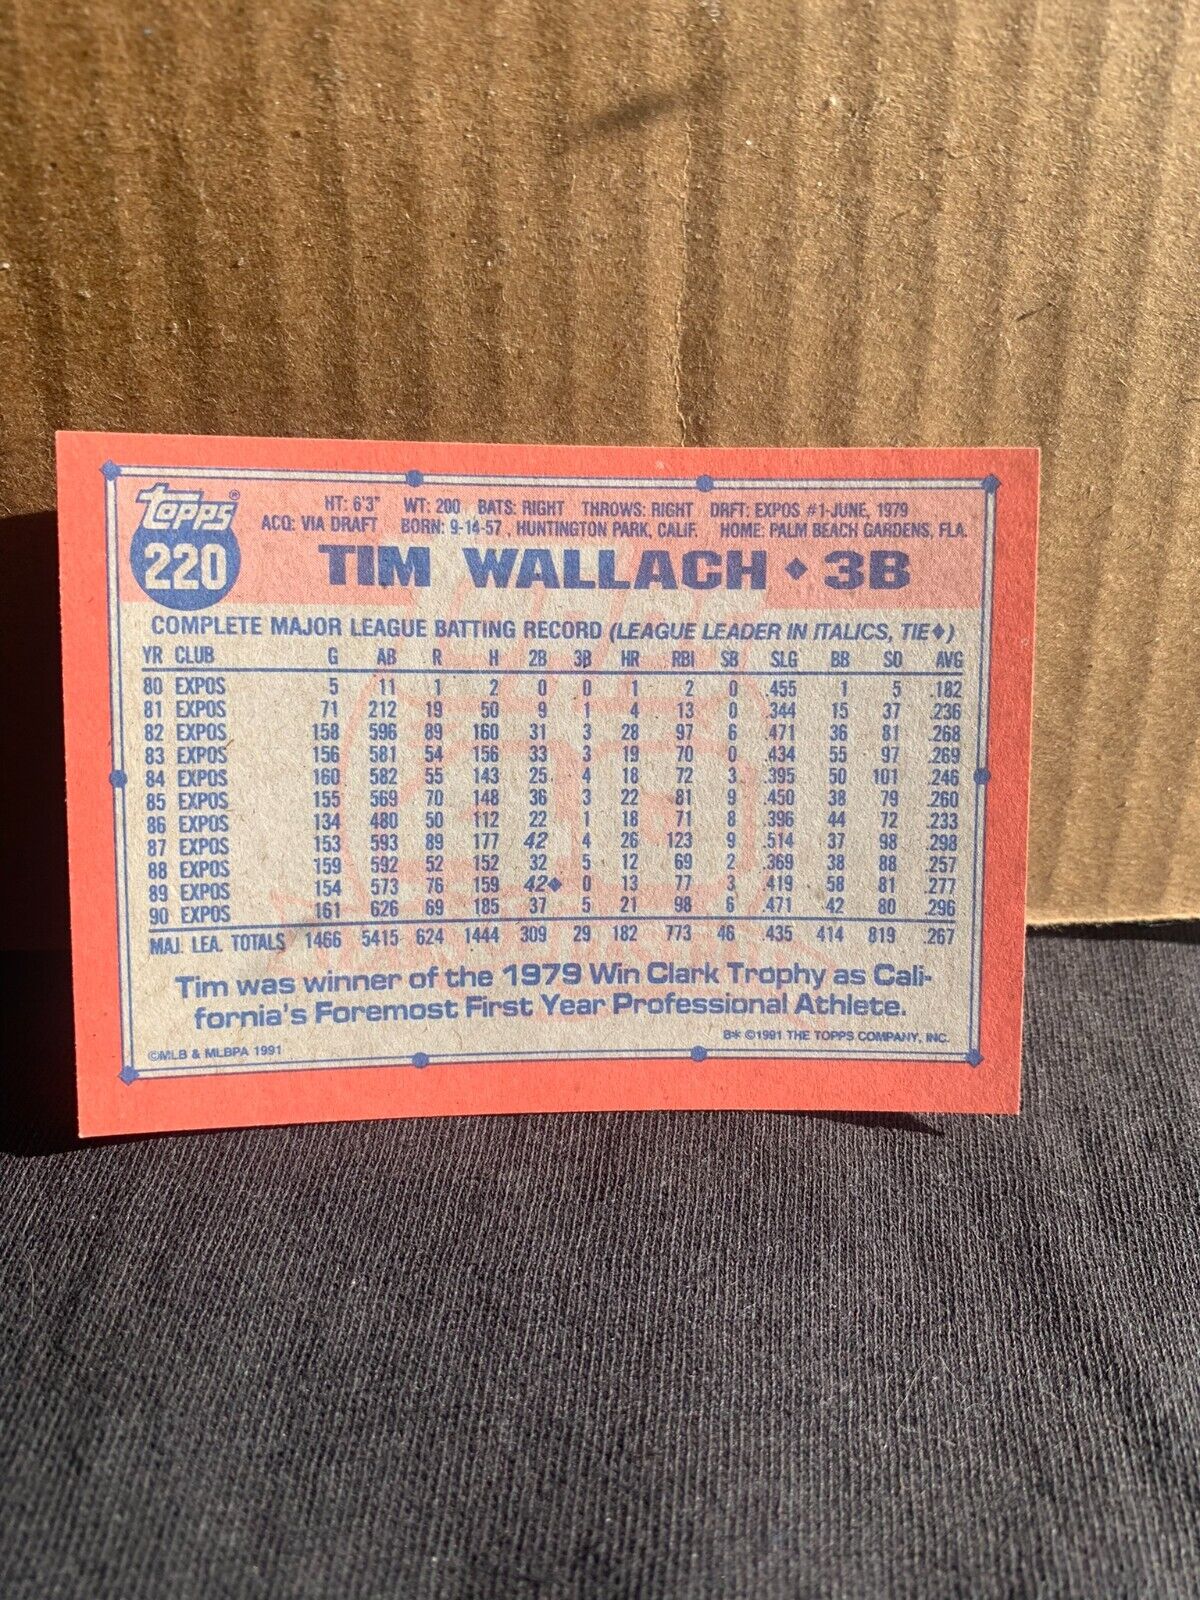 topps®
220
HT: 6'3" WT: 200 BATS: RIGHT THROWS: RIGHT DRFT: EXPOS #1-JUNE, 1979
ACQ: VIA DRAFT BORN: 9-14-57, HUNTINGTON PARK, CALIF. HOME: PALM BEACH GARDENS, FLA.
TIM WALLACH ◆ 3B
COMPLETE MAJOR LEAGUE BATTING RECORD (LEAGUE LEADER IN ITALICS, TIE◆)
YR CLUB G AB R H 2B 3B HR RBI SB SLG BB SO AVG
80 EXPOS 5 11 1 2 0 0 1 2 0 .455 1 5 .182
81 EXPOS 71 212 19 50 9 1 4 13 0 .344 15 37 .236
82 EXPOS 158 596 89 160 31 3 28 97 6 .471 36 81 .268
83 EXPOS 156 581 54 156 33 3 19 70 0 .434 55 97 .269
84 EXPOS 160 582 55 143 25 4 18 72 3 .395 50 101 .246
85 EXPOS 155 569 70 148 36 3 22 81 9 .450 38 79 .260
86 EXPOS 134 480 50 112 22 1 18 71 8 .396 44 72 .233
87 EXPOS 153 593 89 177 42 4 26 123 9 .514 37 98 .298
88 EXPOS 159 592 52 152 32 5 12 69 2 .369 38 88 .257
89 EXPOS 154 573 76 159 42◆ 0 13 77 3 .419 58 81 .277
90 EXPOS 161 626 69 185 37 5 21 98 6 .471 42 80 .296
MAJ. LEA. TOTALS 1466 5415 624 1444 309 29 182 773 46 .435 414 819 .267
Tim was winner of the 1979 Win Clark Trophy as Cali-
fornia's Foremost First Year Professional Athlete.
©MLB & MLBPA 1991 B* ©1991 THE TOPPS COMPANY, INC.